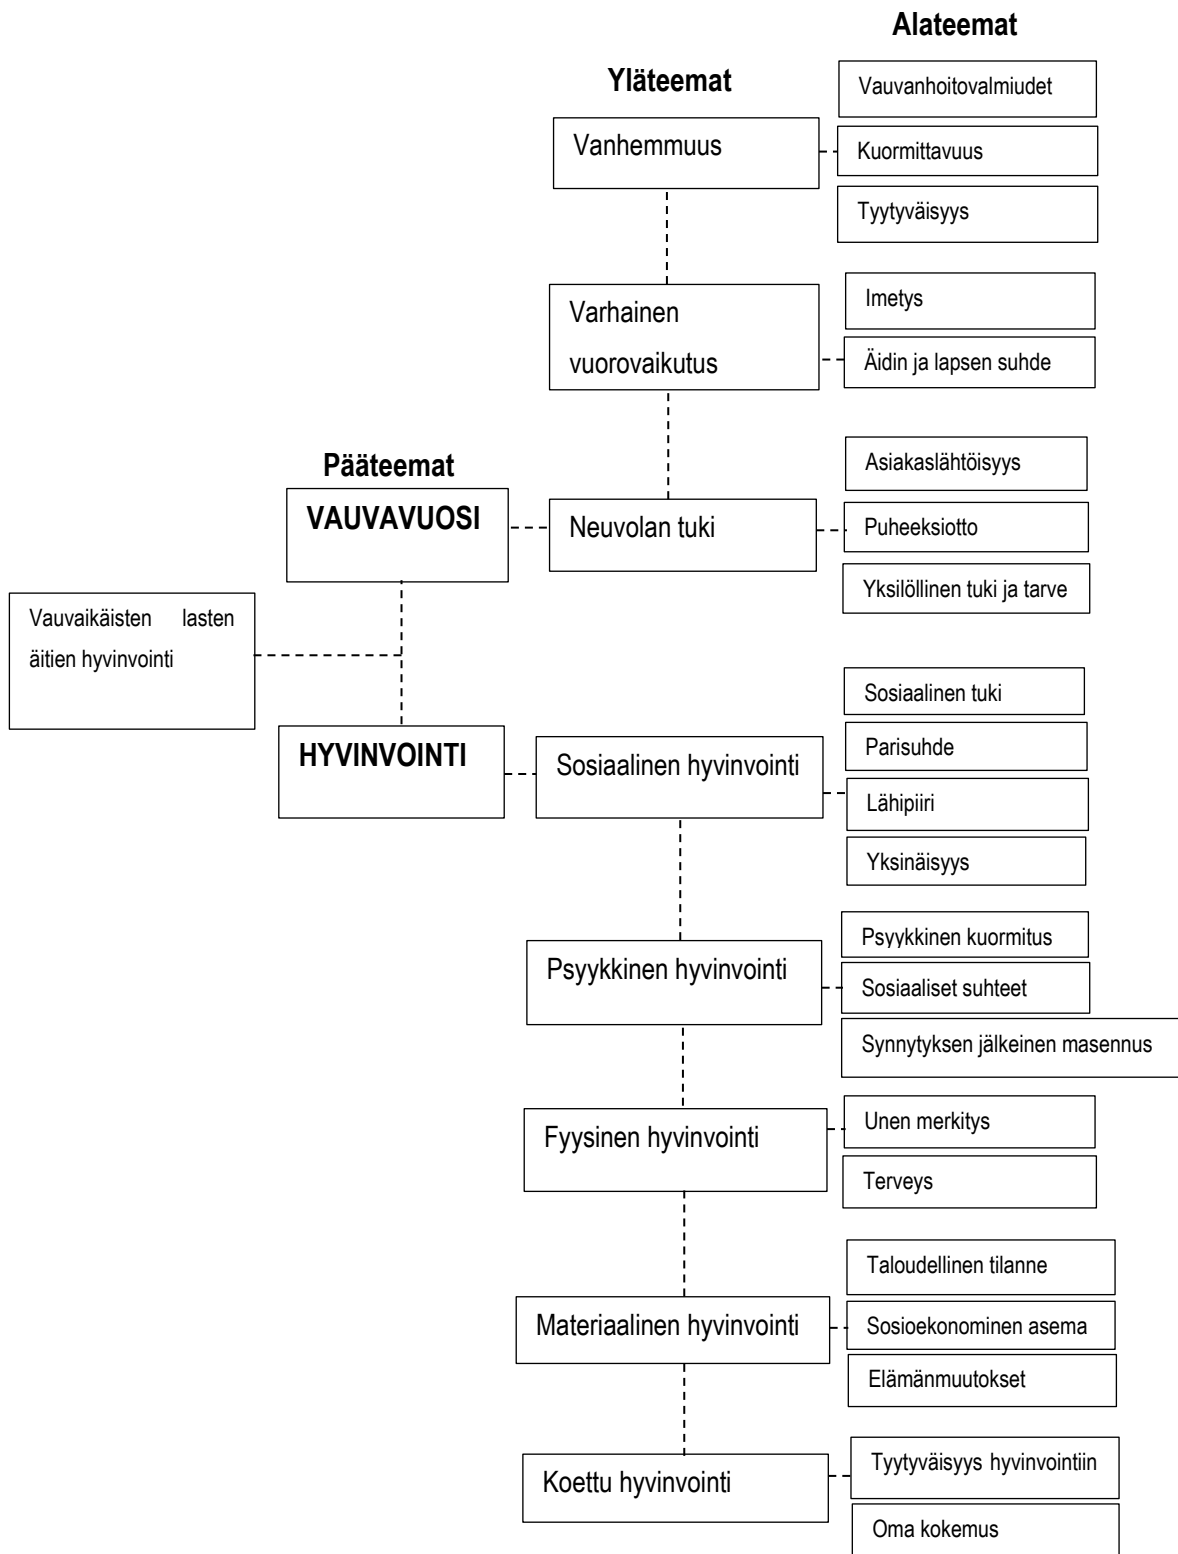 Alateemat
Yläteemat
Vauvanhoitovalmiudet
Vanhemmuus
Kuormittavuus
Tyytyväisyys
Varhainen
vuorovaikutus
Imetys
Äidin ja lapsen suhde
Pääteemat
VAUVAVUOSI
Neuvolan tuki
Asiakaslähtöisyys
Puheeksiotto
Yksilöllinen tuki ja tarve
Vauvaikäisten lasten
äitien hyvinvointi
HYVINVOINTI
Sosiaalinen hyvinvointi
Sosiaalinen tuki
Parisuhde
Lähipiiri
Yksinäisyys
Psyykkinen hyvinvointi
Psyykkinen kuormitus
Sosiaaliset suhteet
Synnytyksen jälkeinen masennus
Fyysinen hyvinvointi
Unen merkitys
Terveys
Materiaalinen hyvinvointi
Taloudellinen tilanne
Sosioekonominen asema
Elämänmuutokset
Koettu hyvinvointi
Tyytyväisyys hyvinvointiin
Oma kokemus